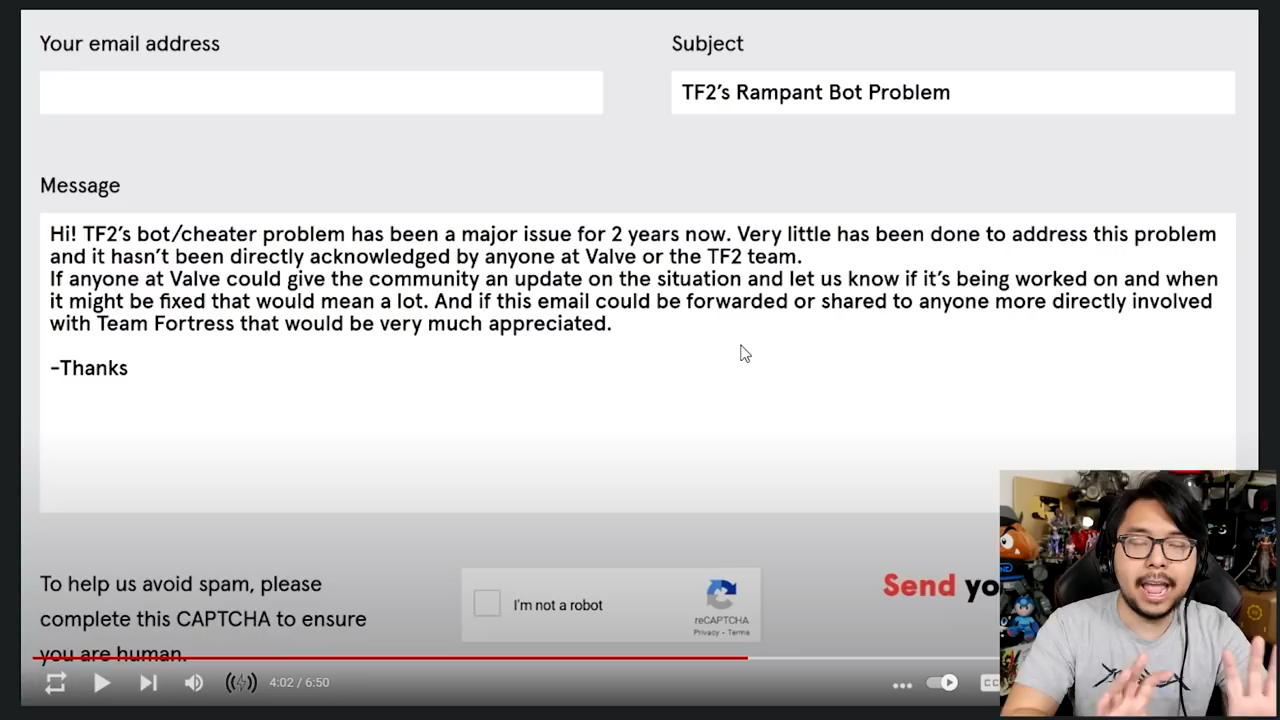 Your email address
Subject
TF2’s Rampant Bot Problem
Message
Hi! TF2’s bot/cheater problem has been a major issue for 2 years now. Very little has been done to address this problem
and it hasn’t been directly acknowledged by anyone at Valve or the TF2 team.
If anyone at Valve could give the community an update on the situation and let us know if it’s being worked on and when
it might be fixed that would mean a lot. And if this email could be forwarded or shared to anyone more directly involved
with Team Fortress that would be very much appreciated.
-Thanks
To help us avoid spam, please
complete this CAPTCHA to ensure
you are human.
I'm not a robot
reCAPTCHA
Privacy - Terms
Send yo
4:02 / 6:50
CC